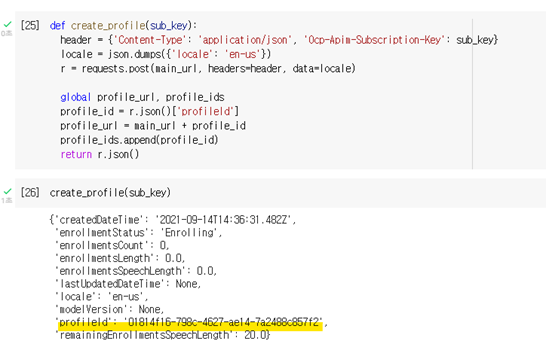 [25] def create_profile(sub_key):
header = {'Content-Type': 'application/json', 'Ocp-Apim-Subscription-Key': sub_key}
locale = json.dumps({'locale': 'en-us'})
r = requests.post(main_url, headers=header, data=locale)
global profile_url, profile_ids
profile_id = r.json()['profileId']
profile_url = main_url + profile_id
profile_ids.append(profile_id)
return r.json()
0초
[26] create_profile(sub_key)
1초
{'createdDateTime': '2021-09-14T14:36:31.482Z',
'enrollmentStatus': 'Enrolling',
'enrollmentsCount': 0,
'enrollmentsLength': 0.0,
'enrollmentsSpeechLength': 0.0,
'lastUpdatedDateTime': None,
'locale': 'en-us',
'modelVersion': None,
'profileId': '01814f16-798c-4627-ae14-7a2488c857f2',
'remainingEnrollmentsSpeechLength': 20.0}